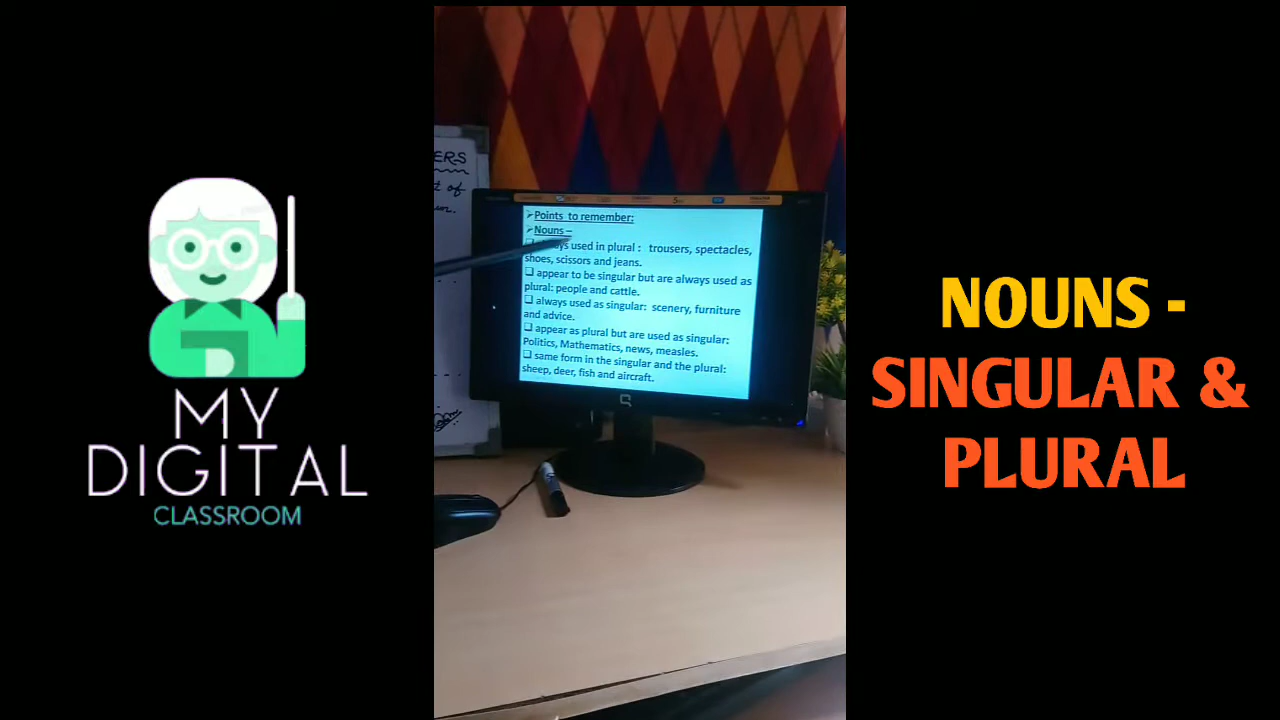 MY
DIGITAL
CLASSROOM
ERS
t of
un.
Points to remember:
Nouns –
used in plural : trousers, spectacles,
shoes, scissors and jeans.
appear to be singular but are always used as
plural: people and cattle.
always used as singular: scenery, furniture
and advice.
appear as plural but are used as singular:
Politics, Mathematics, news, measles.
same form in the singular and the plural:
sheep, deer, fish and aircraft.
NOUNS -
SINGULAR &
PLURAL